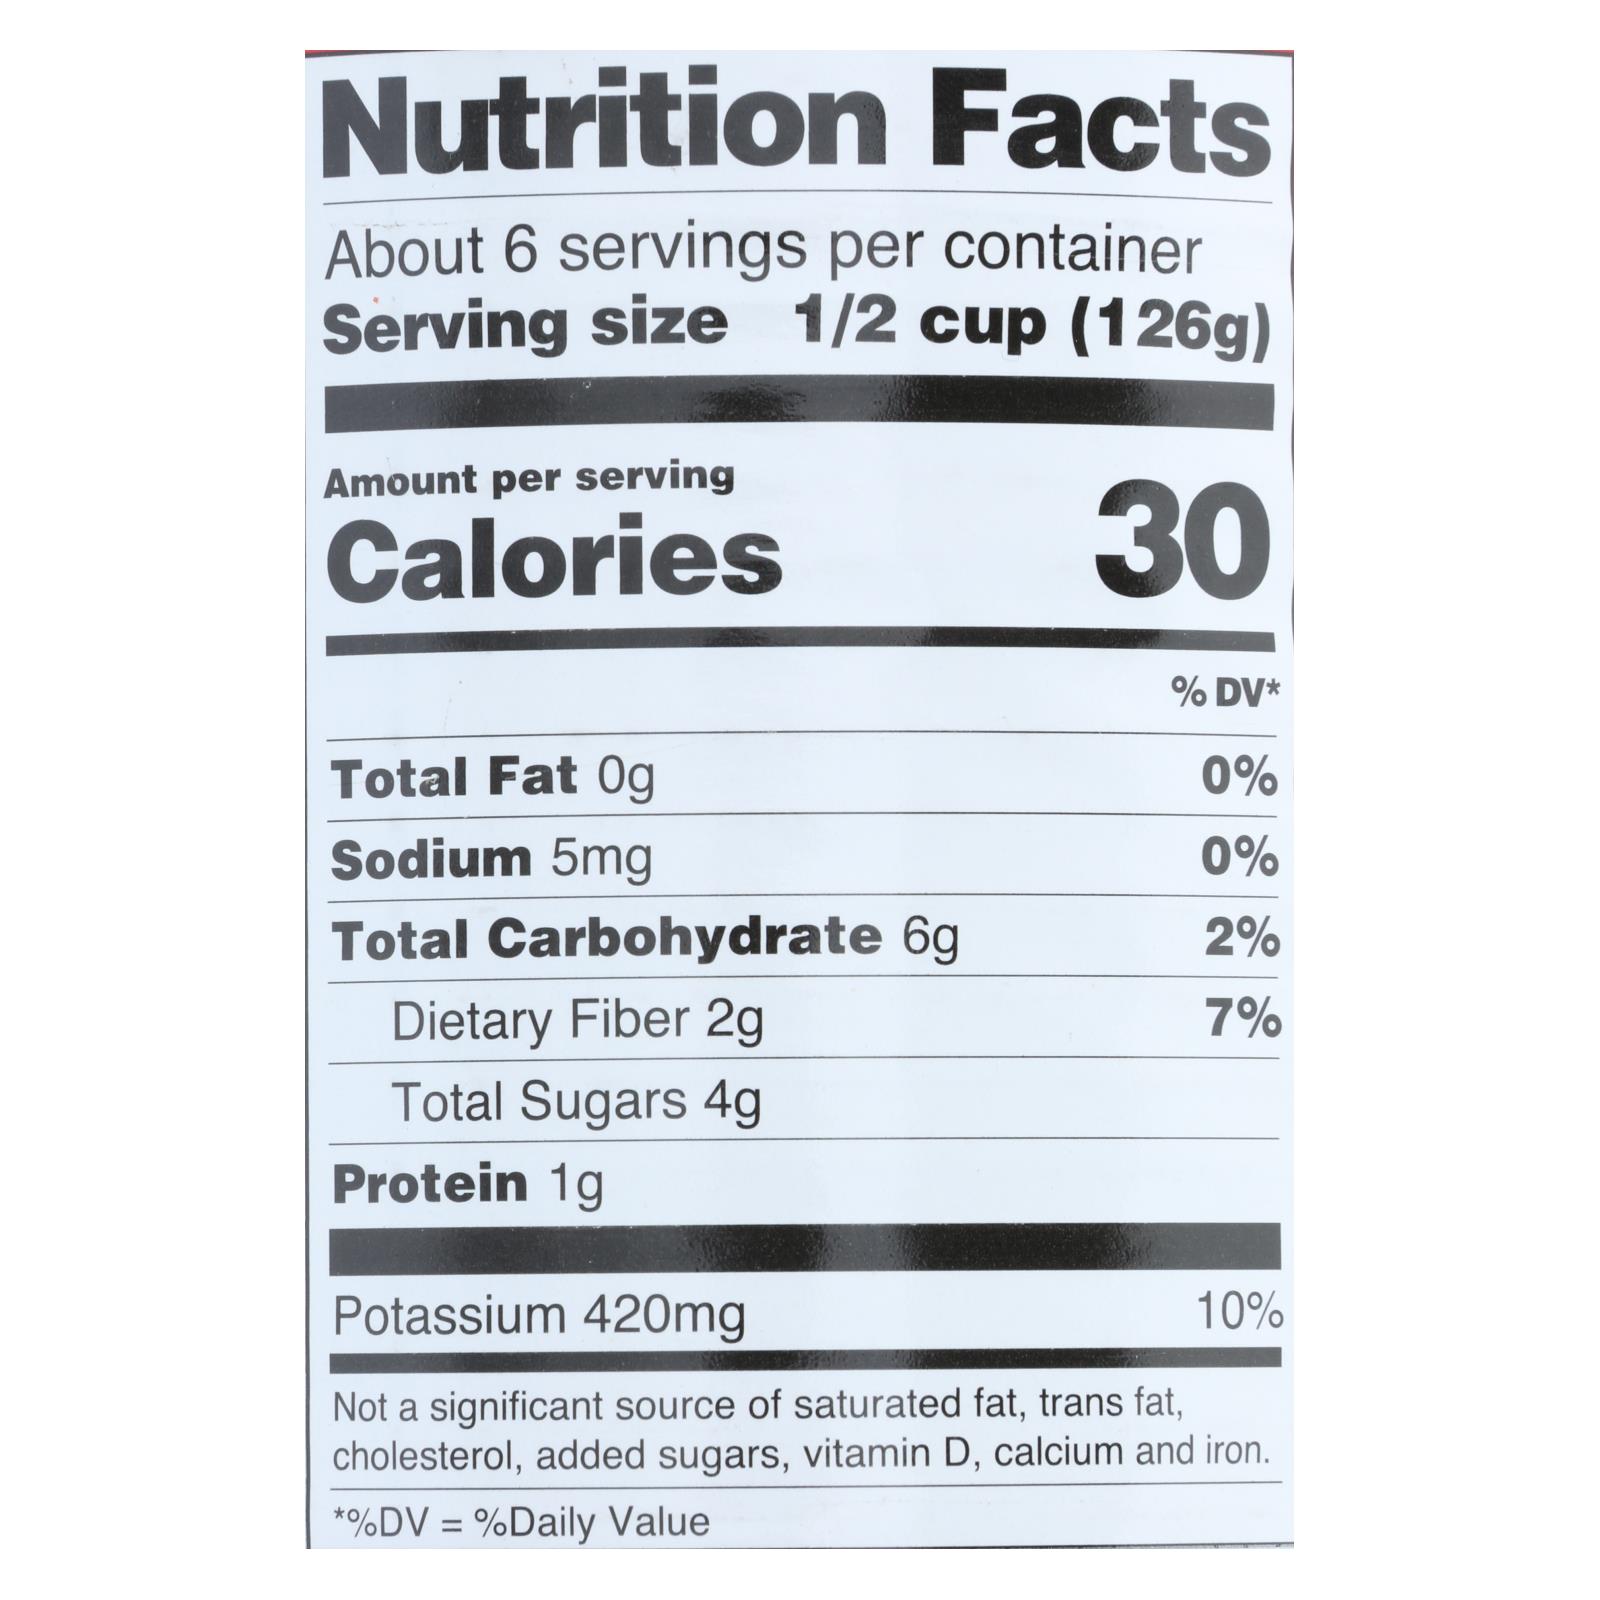 Nutrition Facts
About 6 servings per container
Serving size 1/2 cup (126g)
Amount per serving
Calories 30
% DV*
Total Fat 0g 0%
Sodium 5mg 0%
Total Carbohydrate 6g 2%
Dietary Fiber 2g 7%
Total Sugars 4g
Protein 1g
Potassium 420mg 10%
Not a significant source of saturated fat, trans fat,
cholesterol, added sugars, vitamin D, calcium and iron.
*%DV = %Daily Value